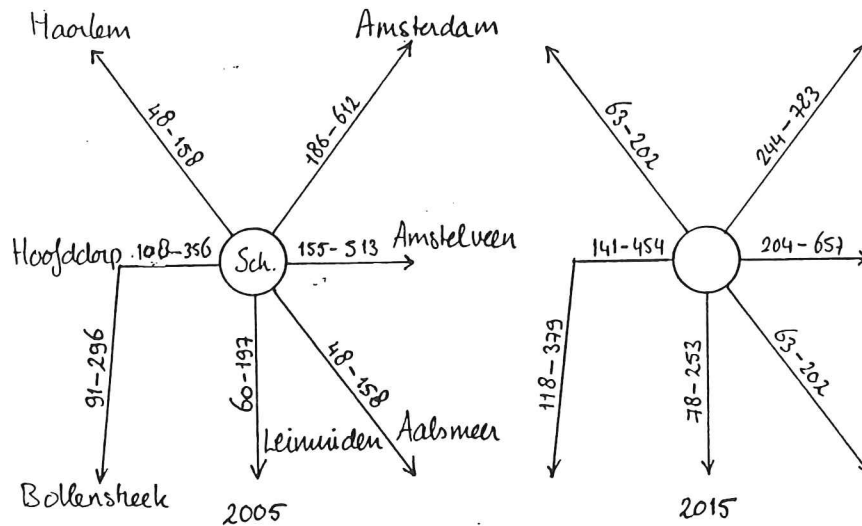 Haarlem
Amsterdam
48-158
186-612
63-202
244-783
Hoofddorp
108-356
Sch.
155-513
Amstelveen
141-454
204-657
91-296
60-197
48-158
118-379
78-253
63-202
Leimuiden
Aalsmeer
Bollenstreek
2005
2015